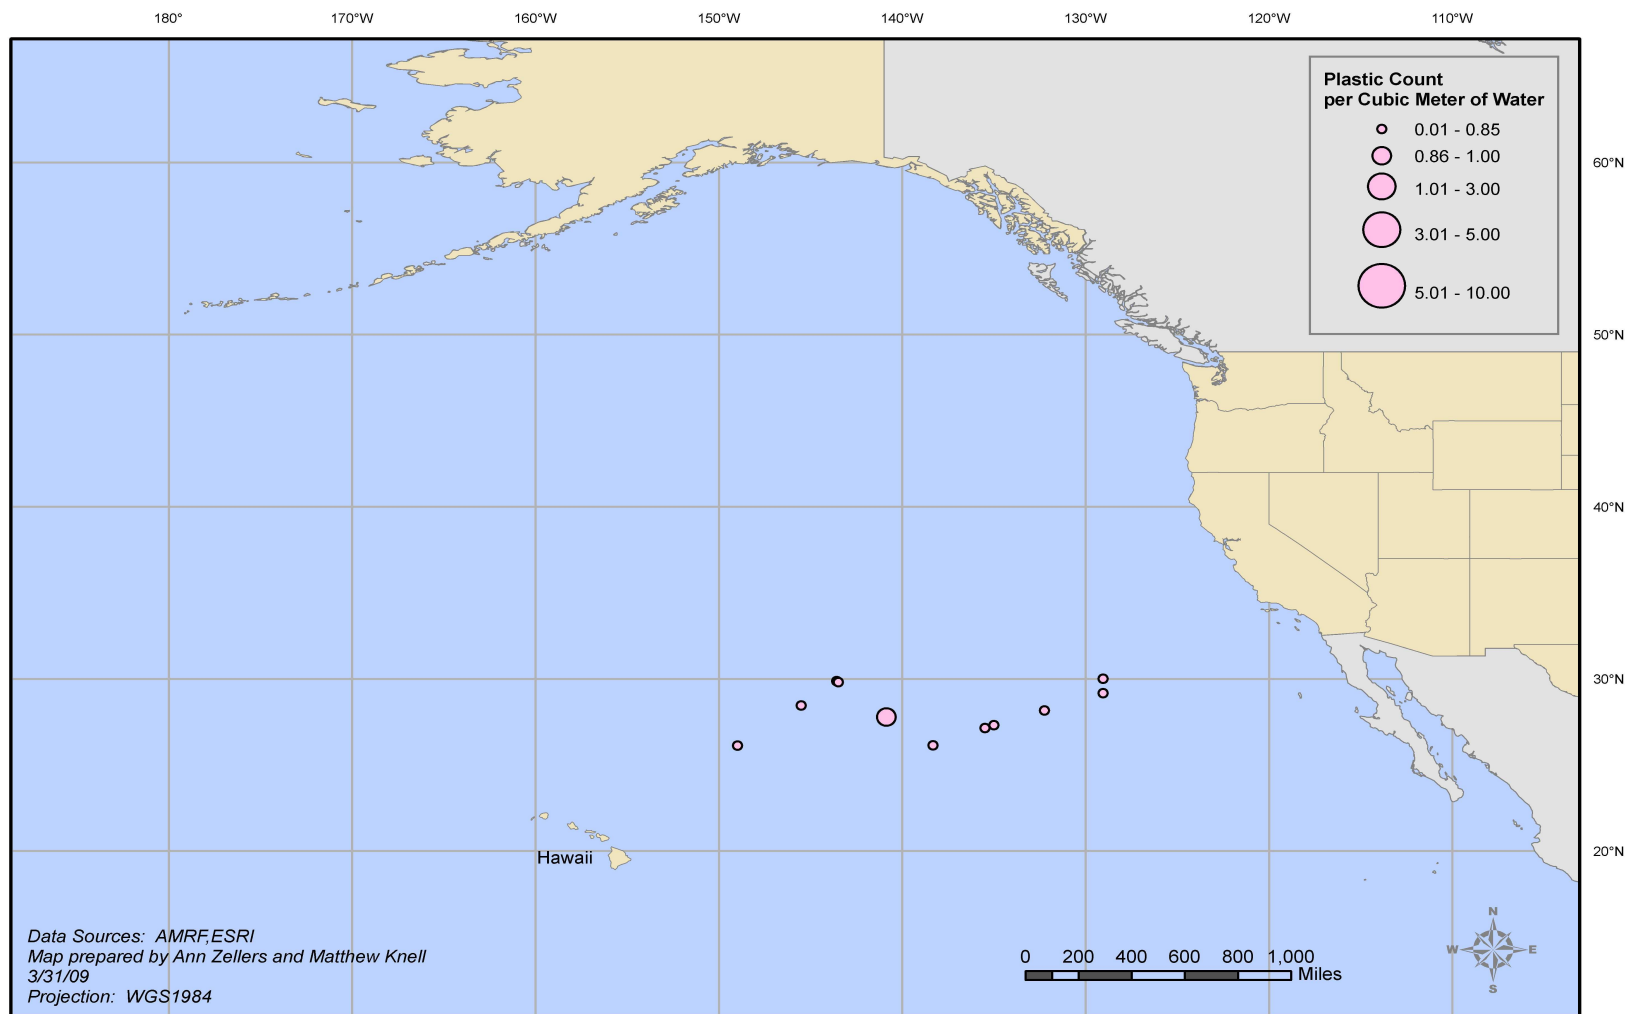 180° 170°W 160°W 150°W 140°W 130°W 120°W 110°W
Plastic Count
per Cubic Meter of Water
0.01 - 0.85
0.86 - 1.00
1.01 - 3.00
3.01 - 5.00
5.01 - 10.00
60°N
50°N
40°N
30°N
20°N
Hawaii
Data Sources: AMRF,ESRI
Map prepared by Ann Zellers and Matthew Knell
3/31/09
Projection: WGS1984
0 200 400 600 800 1,000
Miles
N
W E
S